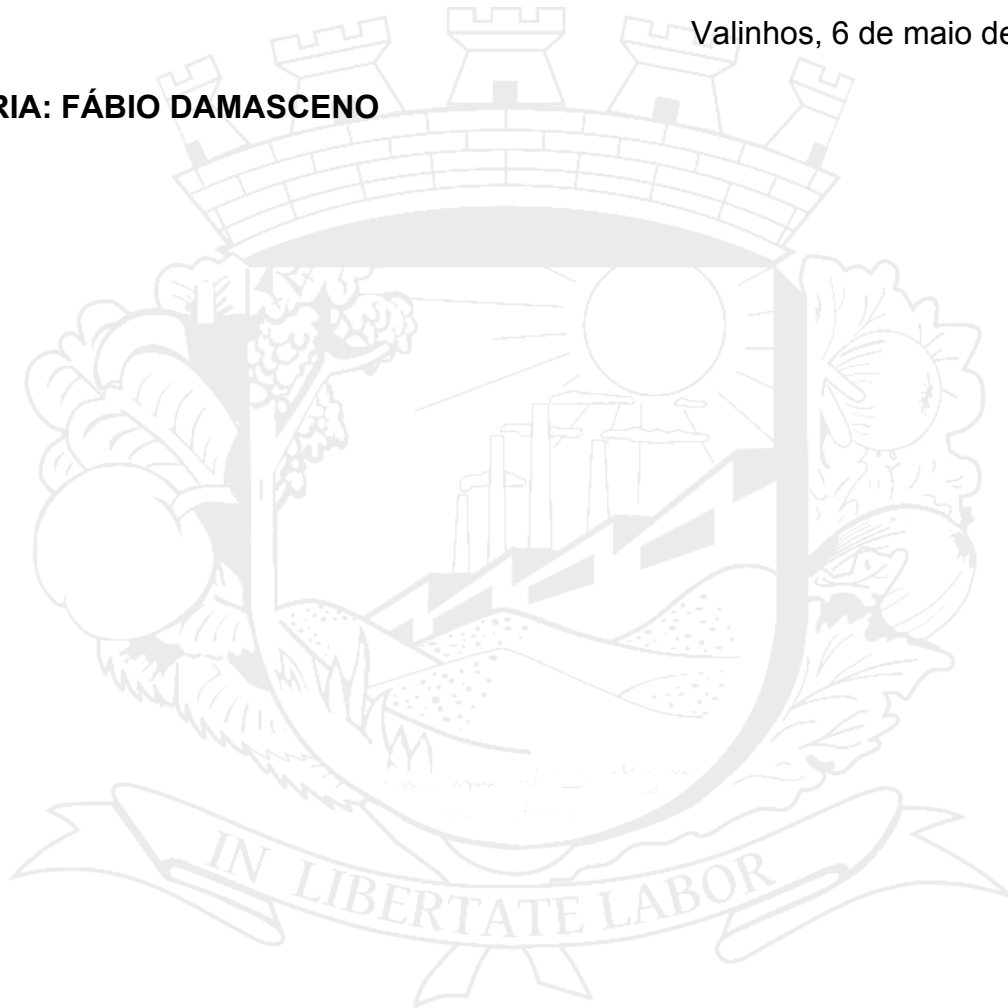 Valinhos, 6 de maio de
RIA: FÁBIO DAMASCENO
IN LIBERTATE LABOR